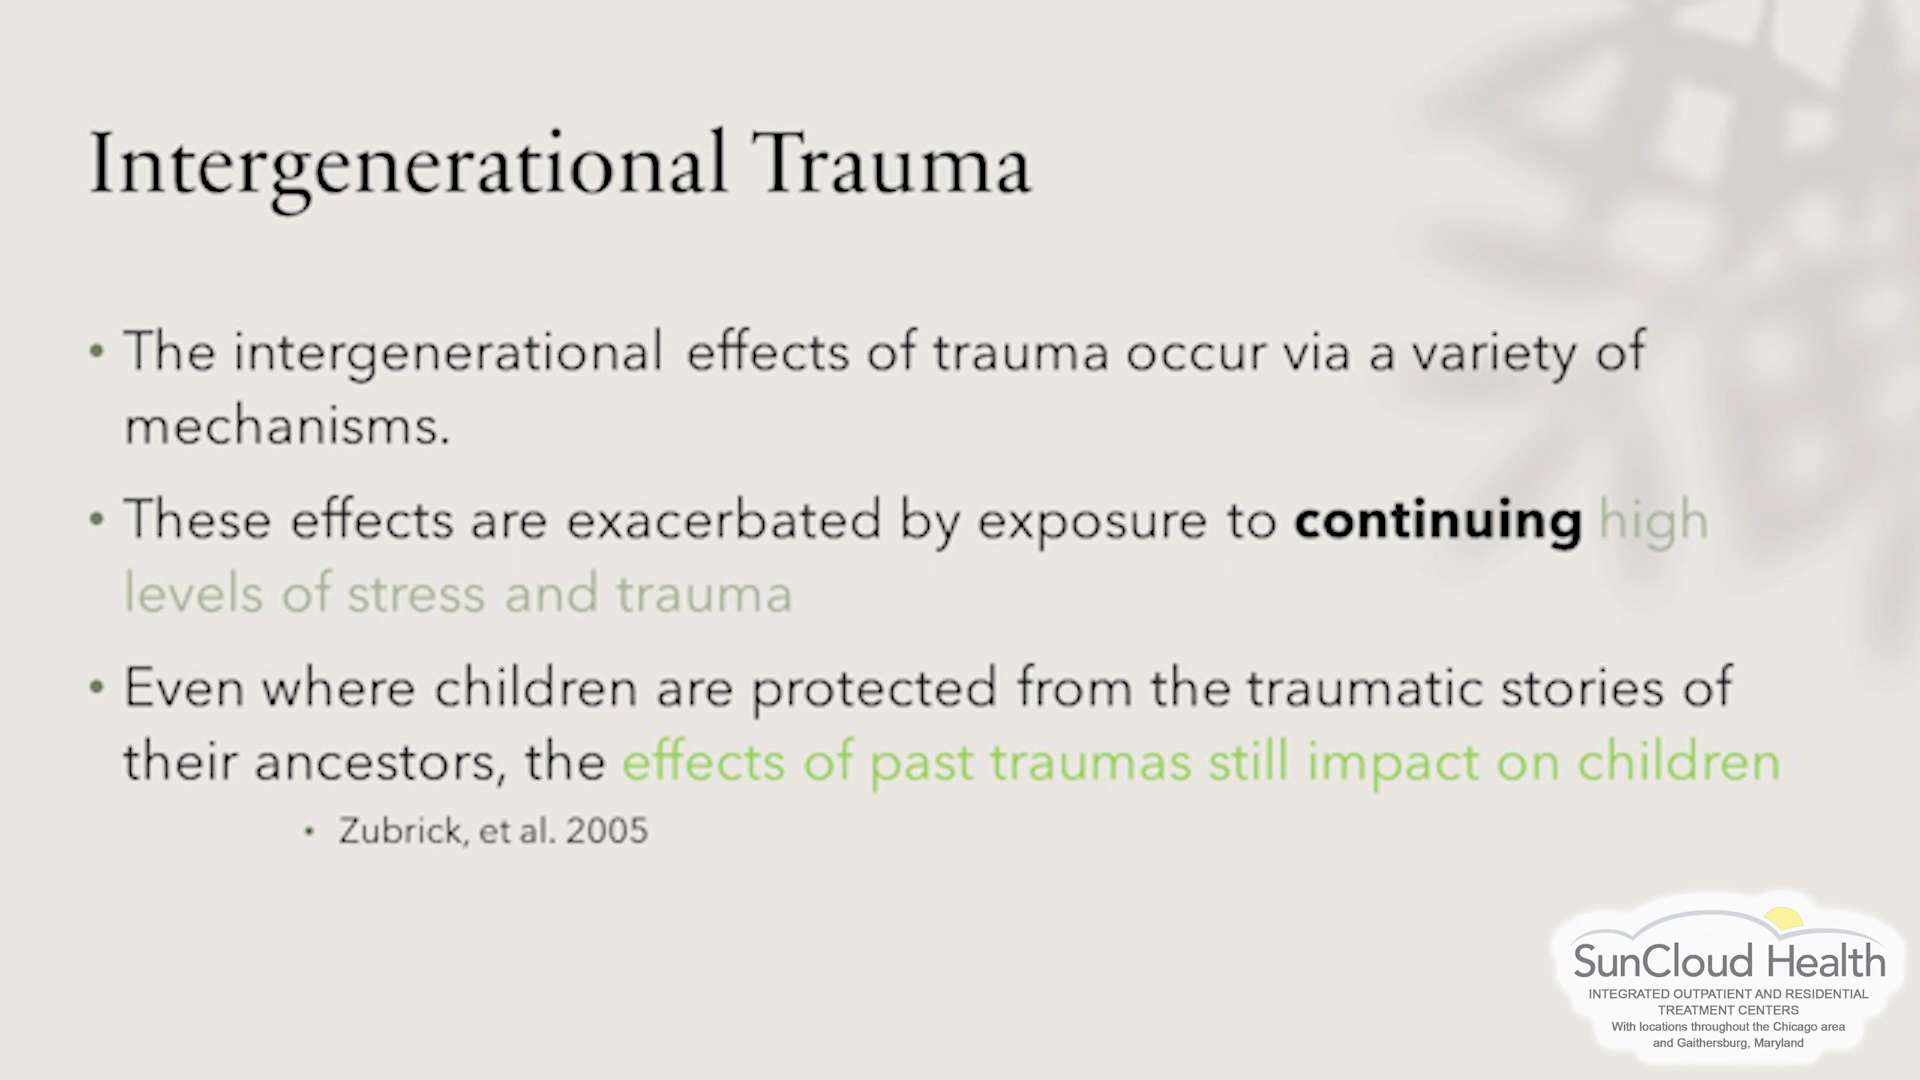 Intergenerational Trauma
• The intergenerational effects of trauma occur via a variety of
mechanisms.
• These effects are exacerbated by exposure to continuing high
levels of stress and trauma
• Even where children are protected from the traumatic stories of
their ancestors, the effects of past traumas still impact on children
• Zubrick, et al. 2005
SunCloud Health
INTEGRATED OUTPATIENT AND RESIDENTIAL
TREATMENT CENTERS
With locations throughout the Chicago area
and Gaithersburg, Maryland